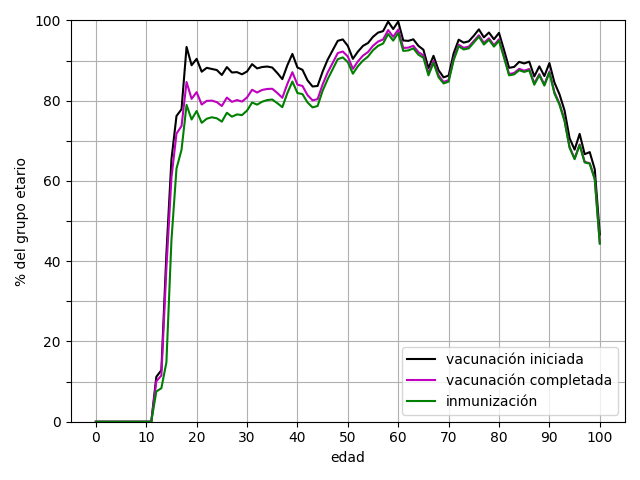 100
80
60
40
20
0
% del grupo etario
0 10 20 30 40 50 60 70 80 90 100
edad
vacunación iniciada
vacunación completada
inmunización